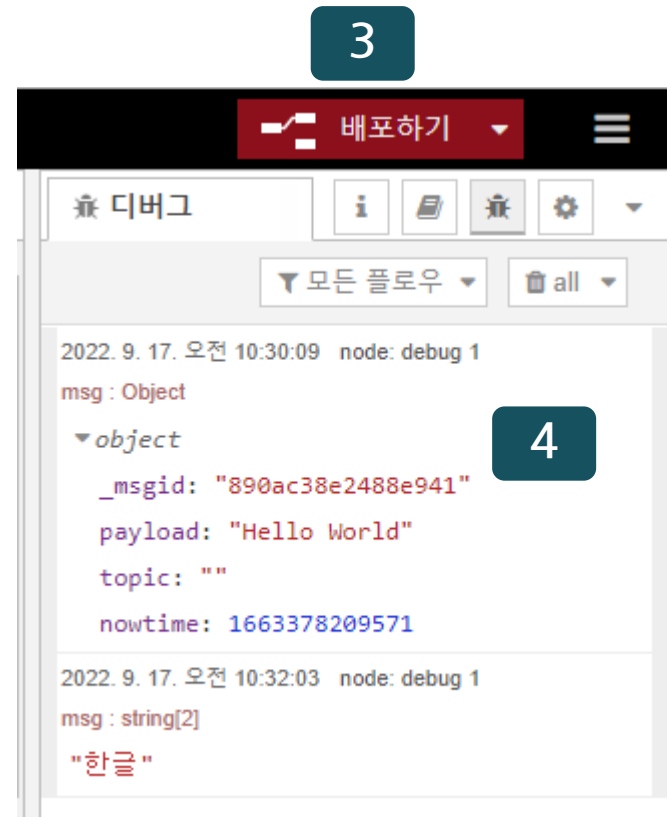 3
배포하기
디버그
모든 플로우
all
2022. 9. 17. 오전 10:30:09 node: debug 1
msg : Object
object
4
_msgid: "890ac38e2488e941"
payload: "Hello World"
topic: ""
nowtime: 1663378209571
2022. 9. 17. 오전 10:32:03 node: debug 1
msg : string[2]
"한글"